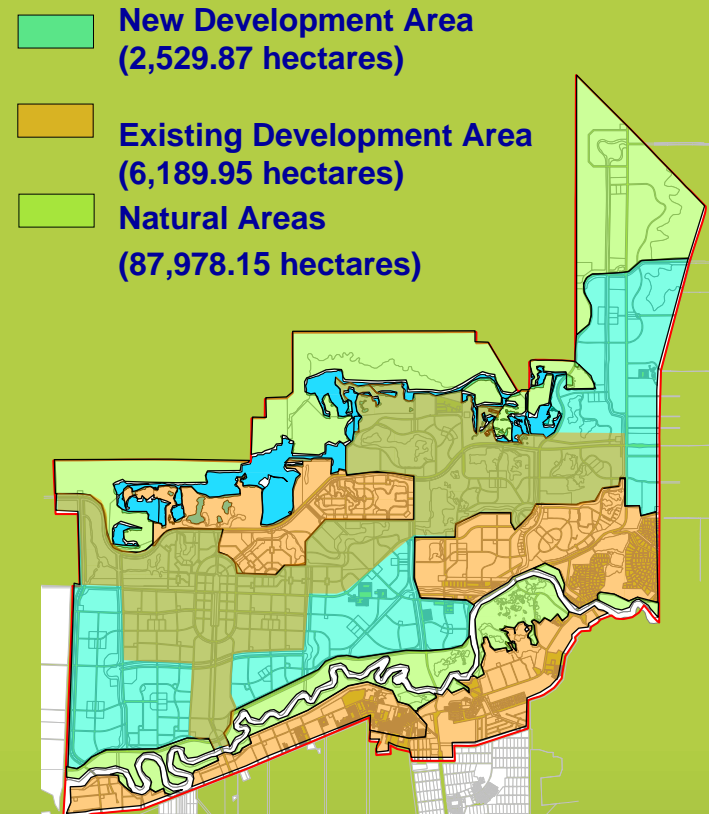 New Development Area
(2,529.87 hectares)
Existing Development Area
(6,189.95 hectares)
Natural Areas
(87,978.15 hectares)